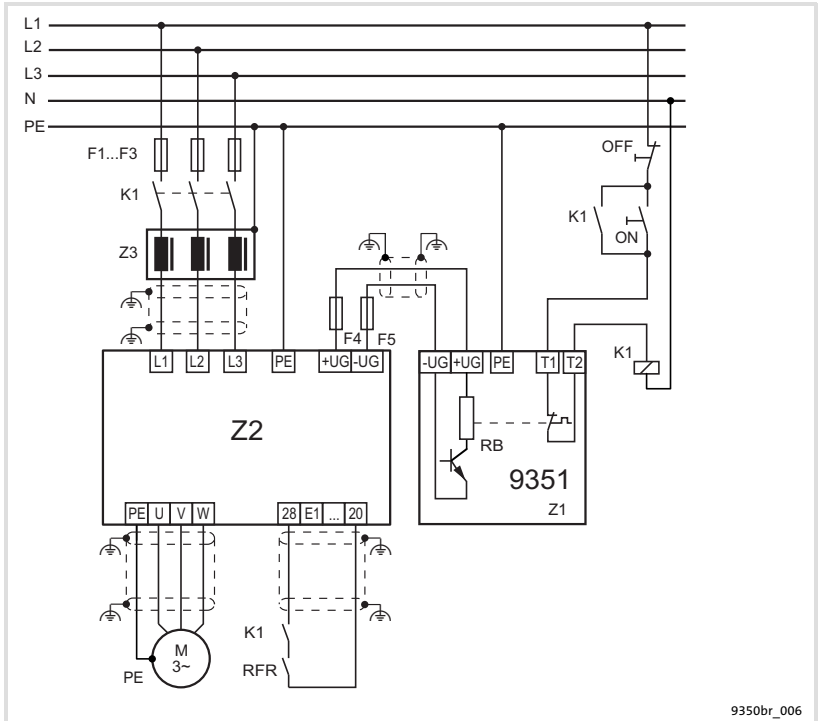 L1
L2
L3
N
PE
F1...F3
OFF
K1
K1
ON
Z3
F4
F5
K1
L1 L2 L3 PE +UG -UG
-UG +UG PE T1 T2
Z2
RB
9351
Z1
PE U V W
28 E1 ... 20
K1
M
3~
RFR
PE
9350br_006